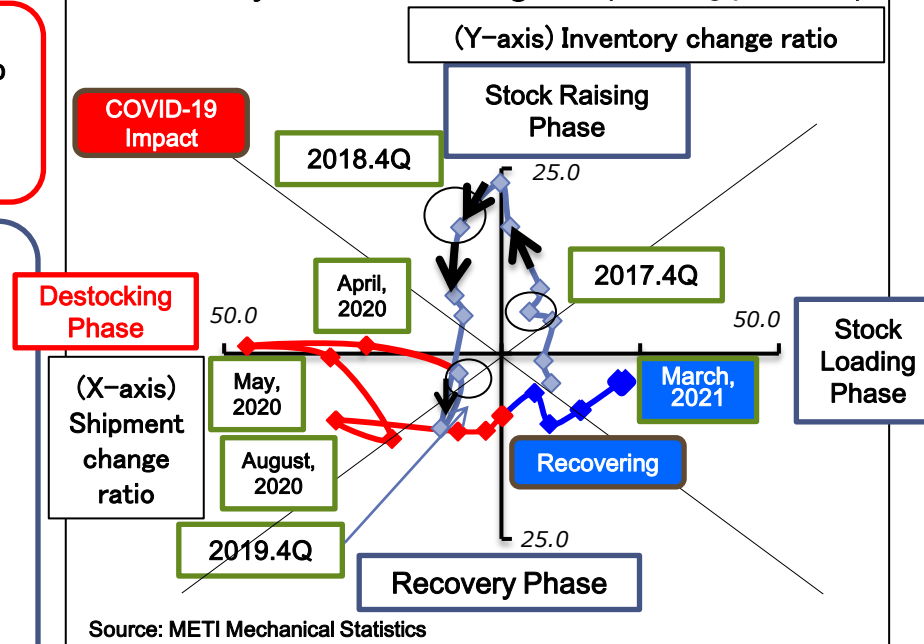 (Y-axis) Inventory change ratio
Stock Raising
Phase
COVID-19
Impact
2018.4Q
25.0
2017.4Q
April,
2020
Destocking
Phase
50.0
50.0
Stock
Loading
Phase
(X-axis)
Shipment
change
ratio
May,
2020
March,
2021
August,
2020
Recovering
2019.4Q
25.0
Recovery Phase
Source: METI Mechanical Statistics